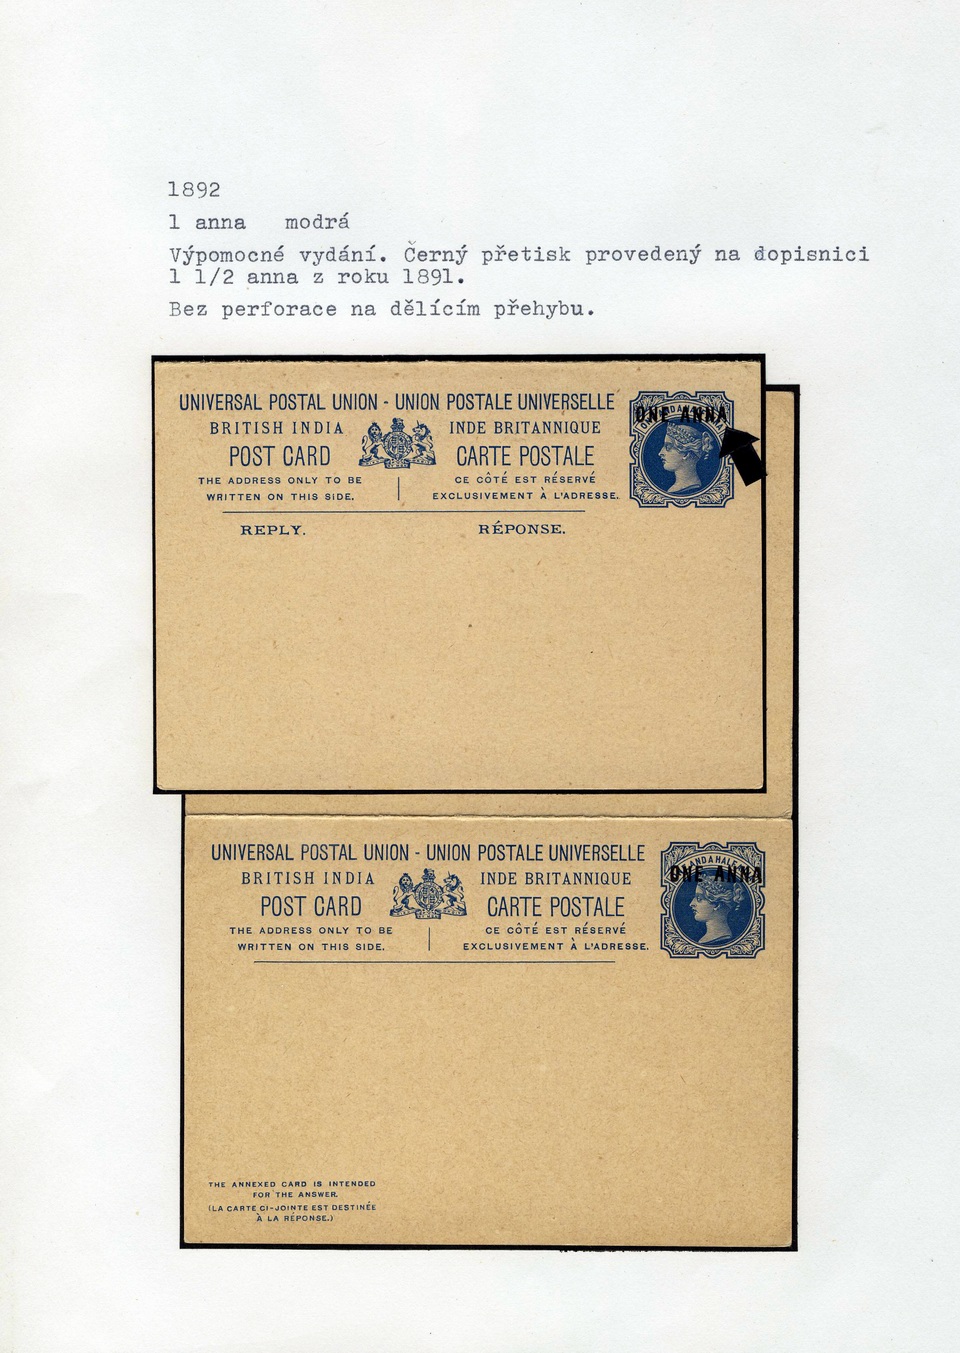 1892
1 anna modrá
Výpomocné vydání. Černý přetisk provedený na dopisnici
1 1/2 anna z roku 1891.
Bez perforace na dělícím přehybu.
UNIVERSAL POSTAL UNION - UNION POSTALE UNIVERSELLE
BRITISH INDIA INDE BRITANNIQUE
POST CARD CARTE POSTALE
THE ADDRESS ONLY TO BE CE CÔTÉ EST RÉSERVÉ
WRITTEN ON THIS SIDE. EXCLUSIVEMENT À L'ADRESSE.
REPLY. RÉPONSE.
ONE ANNA
UNIVERSAL POSTAL UNION - UNION POSTALE UNIVERSELLE
BRITISH INDIA INDE BRITANNIQUE
POST CARD CARTE POSTALE
THE ADDRESS ONLY TO BE CE CÔTÉ EST RÉSERVÉ
WRITTEN ON THIS SIDE. EXCLUSIVEMENT À L'ADRESSE.
AND A HALF
ONE ANNA
THE ANNEXED CARD IS INTENDED
FOR THE ANSWER.
(LA CARTE CI-JOINTE EST DESTINÉE
À LA RÉPONSE.)